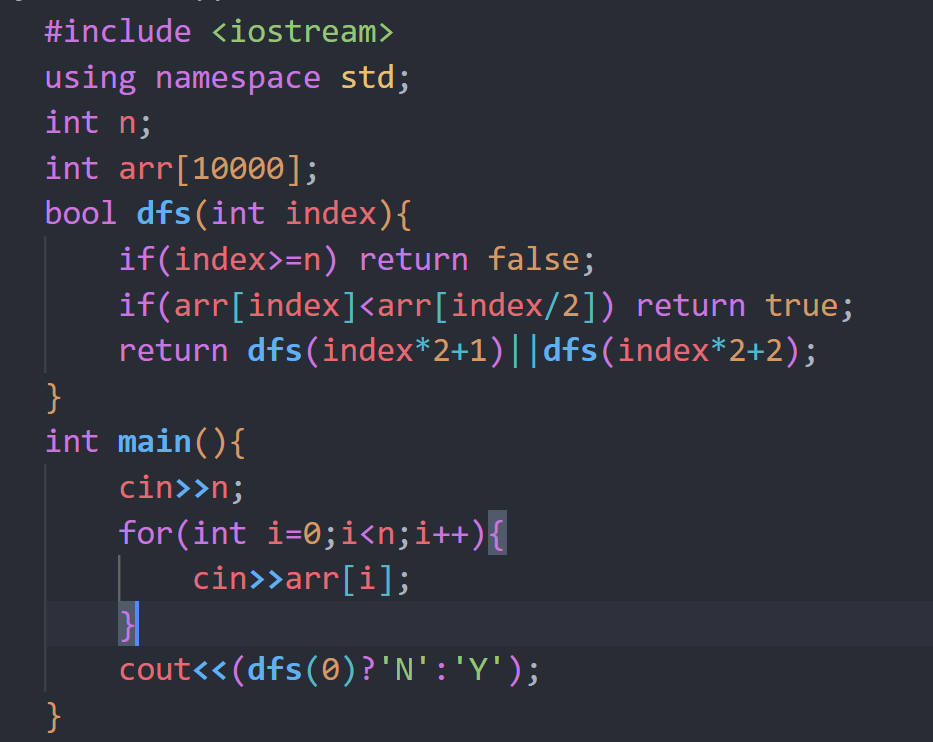 #include <iostream>
using namespace std;
int n;
int arr[10000];
bool dfs(int index){
    if(index>=n) return false;
    if(arr[index]<arr[index/2]) return true;
    return dfs(index*2+1)||dfs(index*2+2);
}
int main(){
    cin>>n;
    for(int i=0;i<n;i++){
        cin>>arr[i];
    }
    cout<<(dfs(0)?'N':'Y');
}